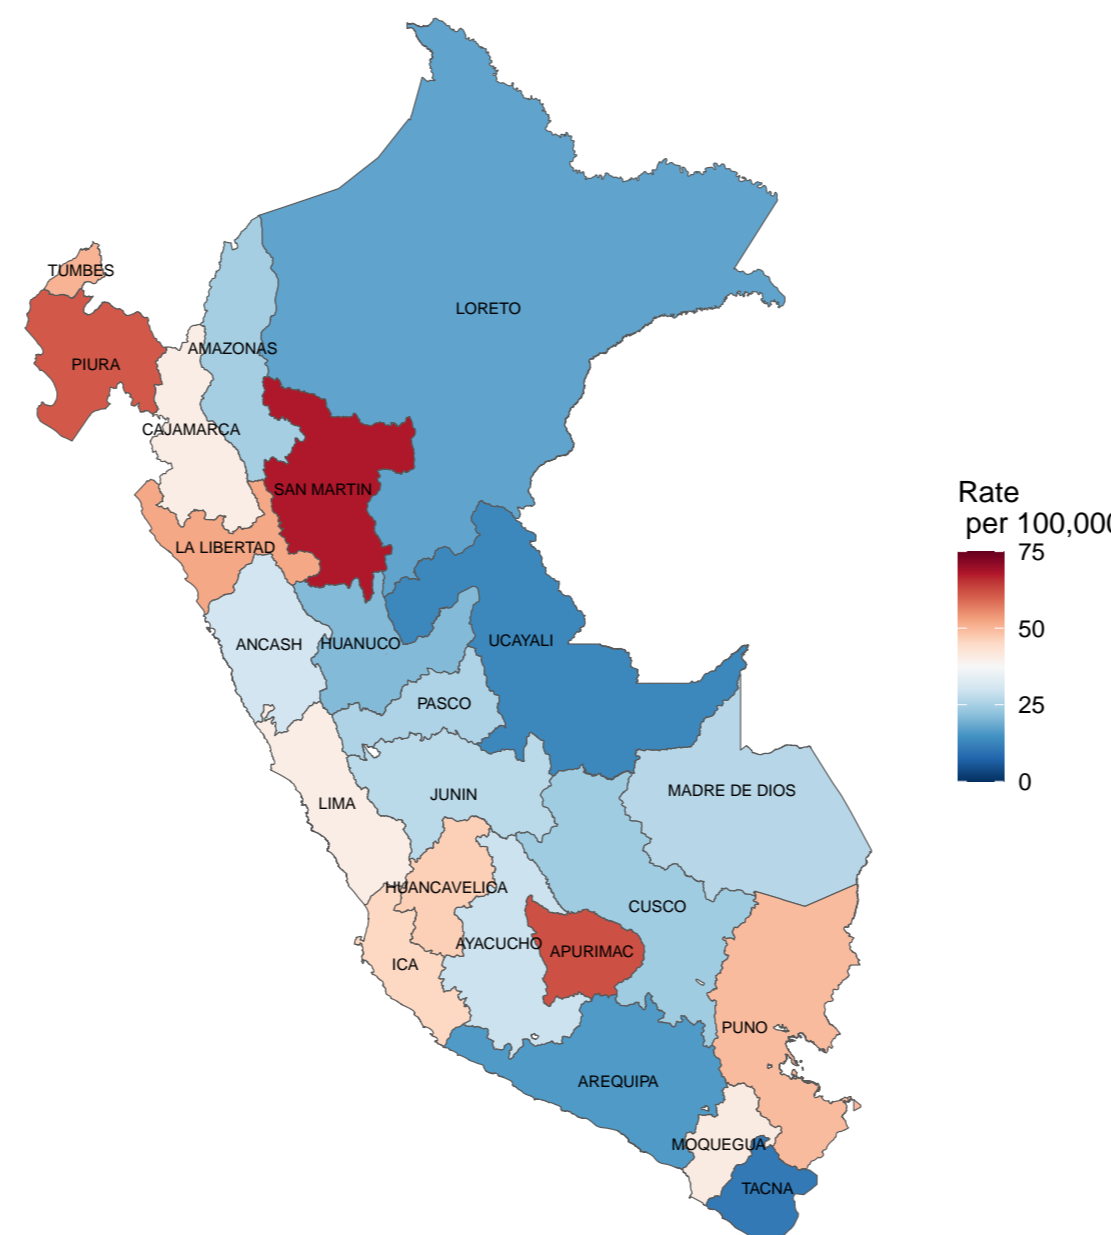 TUMBES
LORETO
AMAZONAS
PIURA
CAJAMARCA
SAN MARTIN
LA LIBERTAD
ANCASH
HUANUCO
UCAYALI
PASCO
MADRE DE DIOS
JUNIN
LIMA
HUANCAVELICA
CUSCO
AYACUCHO
APURIMAC
ICA
PUNO
AREQUIPA
MOQUEGUA
TACNA
Rate
per 100,000
75
50
25
0